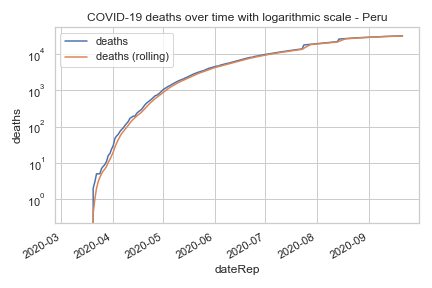 COVID-19 deaths over time with logarithmic scale - Peru
deaths
deaths (rolling)
10^4
10^3
10^2
10^1
10^0
deaths
2020-03
2020-04
2020-05
2020-06
2020-07
2020-08
2020-09
dateRep